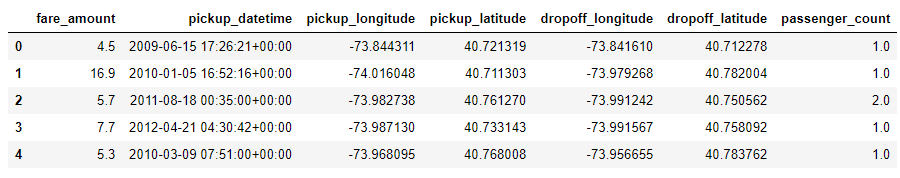 fare_amount pickup_datetime pickup_longitude pickup_latitude dropoff_longitude dropoff_latitude passenger_count
0 4.5 2009-06-15 17:26:21+00:00 -73.844311 40.721319 -73.841610 40.712278 1.0
1 16.9 2010-01-05 16:52:16+00:00 -74.016048 40.711303 -73.979268 40.782004 1.0
2 5.7 2011-08-18 00:35:00+00:00 -73.982738 40.761270 -73.991242 40.750562 2.0
3 7.7 2012-04-21 04:30:42+00:00 -73.987130 40.733143 -73.991567 40.758092 1.0
4 5.3 2010-03-09 07:51:00+00:00 -73.968095 40.768008 -73.956655 40.783762 1.0